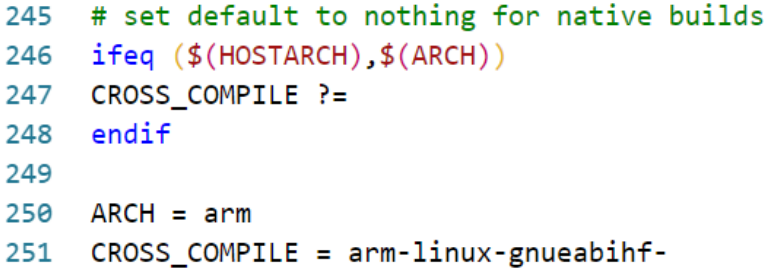 245 # set default to nothing for native builds
246 ifeq ($(HOSTARCH),$(ARCH))
247 CROSS_COMPILE ?=
248 endif
249
250 ARCH = arm
251 CROSS_COMPILE = arm-linux-gnueabihf-